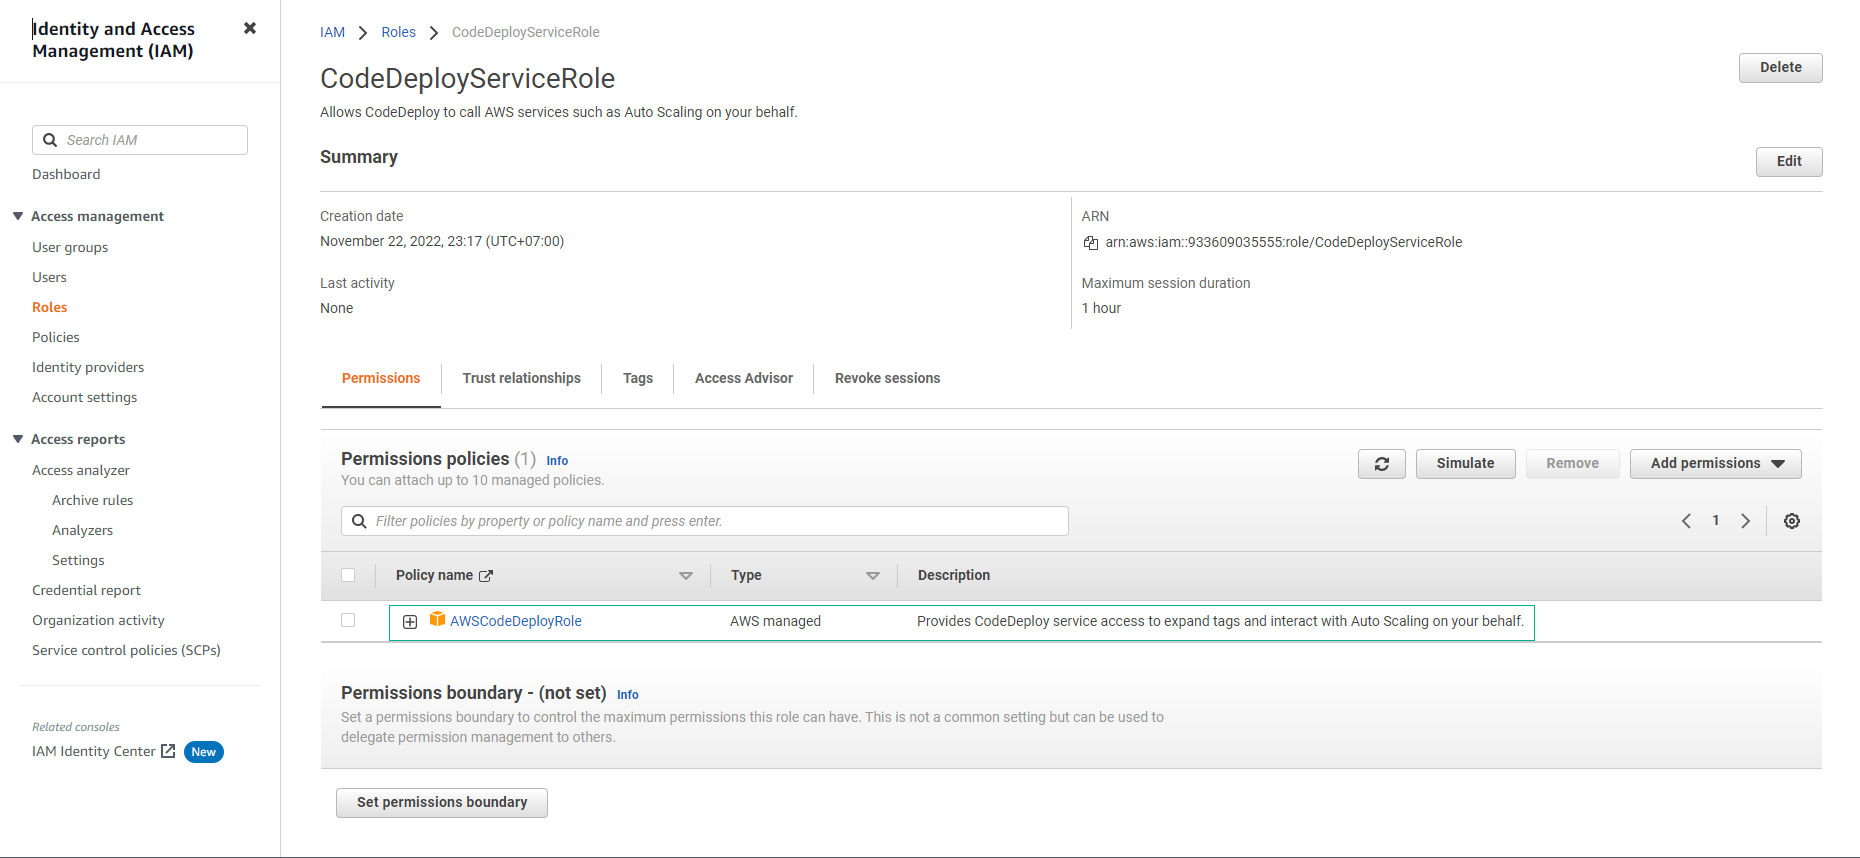 Identity and Access
Management (IAM)
Search IAM
Dashboard
Access management
User groups
Users
Roles
Policies
Identity providers
Account settings
Access reports
Access analyzer
Archive rules
Analyzers
Settings
Credential report
Organization activity
Service control policies (SCPs)
Related consoles
IAM Identity Center New
IAM Roles CodeDeployServiceRole
CodeDeployServiceRole
Delete
Allows CodeDeploy to call AWS services such as Auto Scaling on your behalf.
Summary
Edit
Creation date
November 22, 2022, 23:17 (UTC+07:00)
ARN
arn:aws:iam::933609035555:role/CodeDeployServiceRole
Last activity
None
Maximum session duration
1 hour
Permissions Trust relationships Tags Access Advisor Revoke sessions
Permissions policies (1) Info
You can attach up to 10 managed policies.
Simulate Remove Add permissions
Filter policies by property or policy name and press enter.
1
Policy name Type Description
AWSCodeDeployRole AWS managed Provides CodeDeploy service access to expand tags and interact with Auto Scaling on your behalf.
Permissions boundary - (not set) Info
Set a permissions boundary to control the maximum permissions this role can have. This is not a common setting but can be used to
delegate permission management to others.
Set permissions boundary